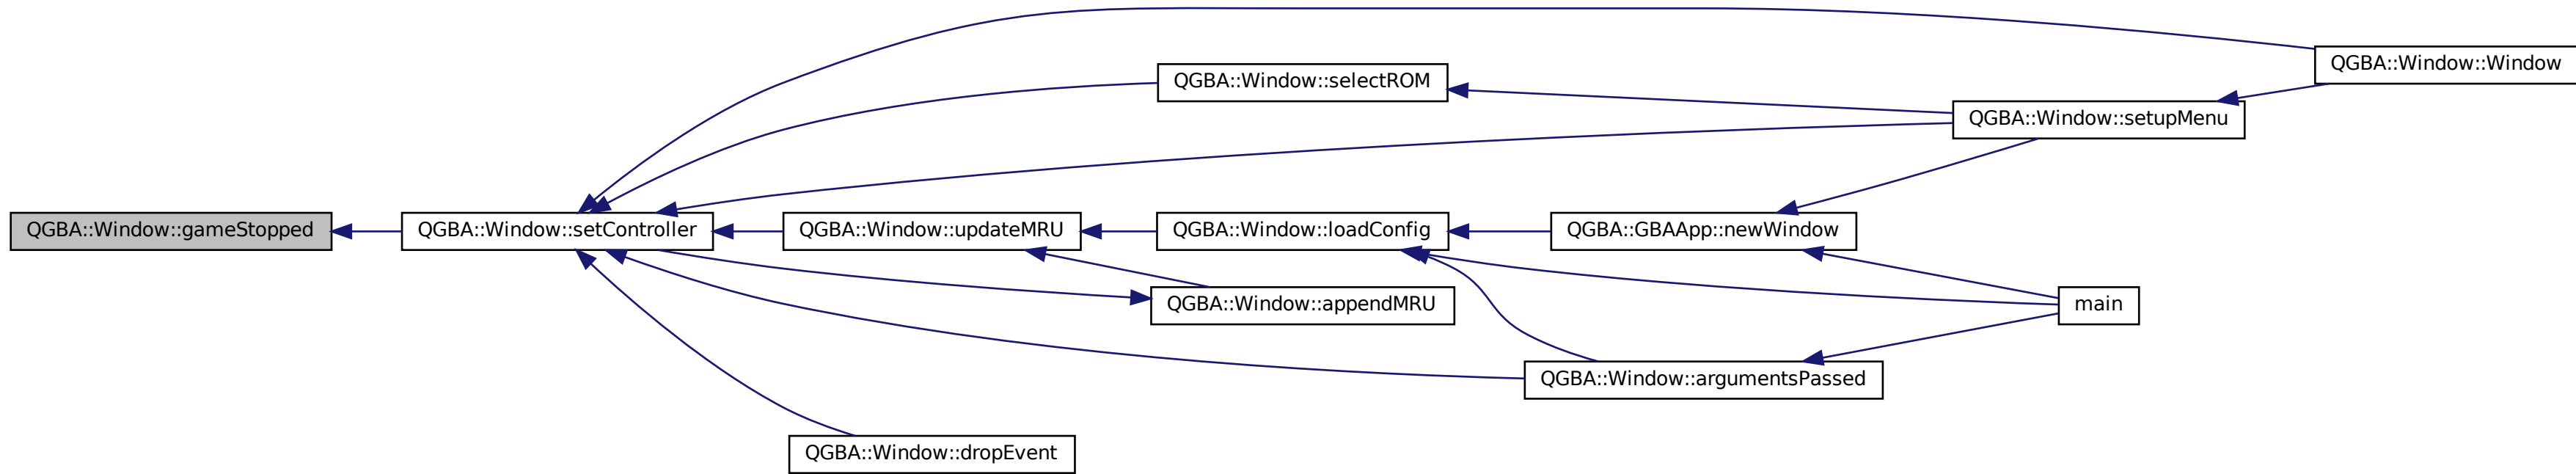 QGBA::Window::Window
QGBA::Window::selectROM
QGBA::Window::setupMenu
QGBA::Window::gameStopped
QGBA::Window::setController
QGBA::Window::updateMRU
QGBA::Window::loadConfig
QGBA::GBAApp::newWindow
QGBA::Window::appendMRU
main
QGBA::Window::argumentsPassed
QGBA::Window::dropEvent